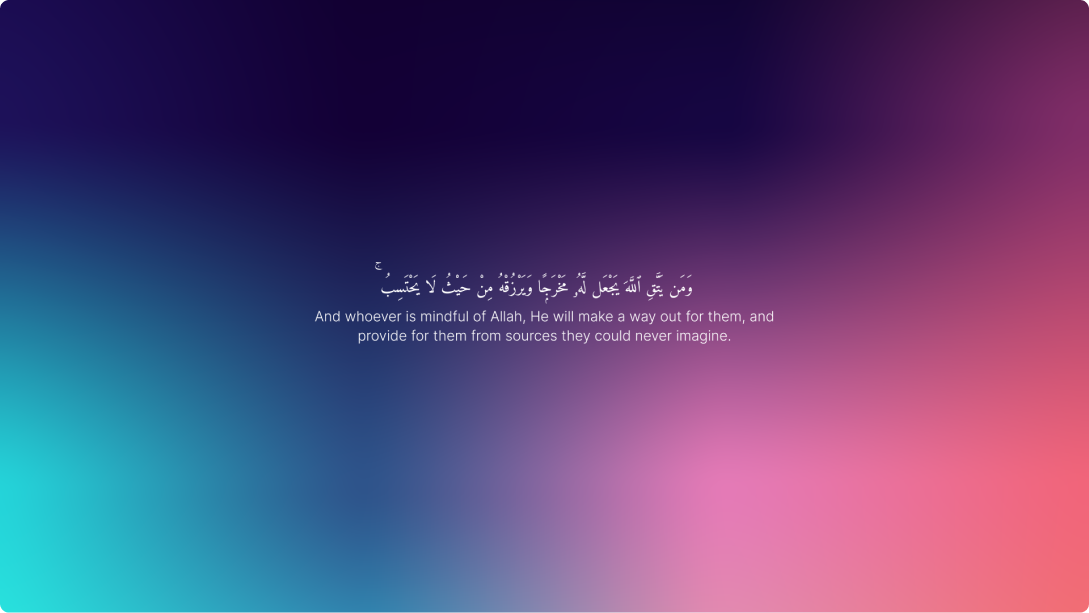 وَمَن يَتَّقِ ٱللَّهَ يَجْعَل لَّهُۥ مَخْرَجًۭا وَيَرْزُقْهُ مِنْ حَيْثُ لَا يَحْتَسِبُ ۚ
And whoever is mindful of Allah, He will make a way out for them, and
provide for them from sources they could never imagine.